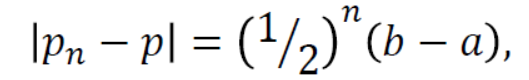 |pₙ − p| = (1/2)ⁿ(b − a),